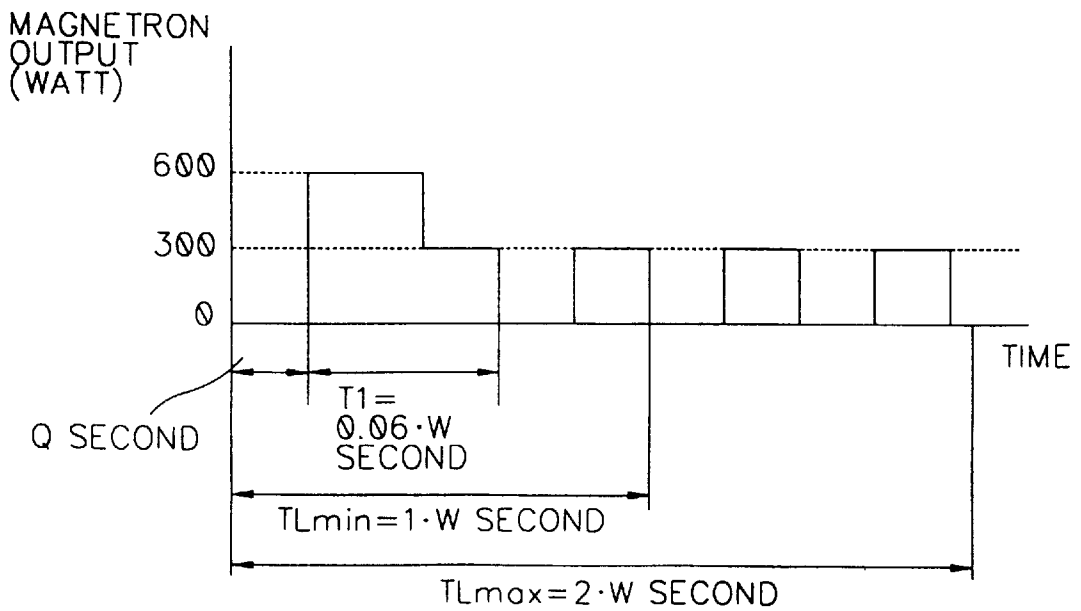 MAGNETRON
OUTPUT
(WATT)
600
300
0
TIME
Q SECOND
T1=
0.06·W
SECOND
TLmin=1·W SECOND
TLmax=2·W SECOND